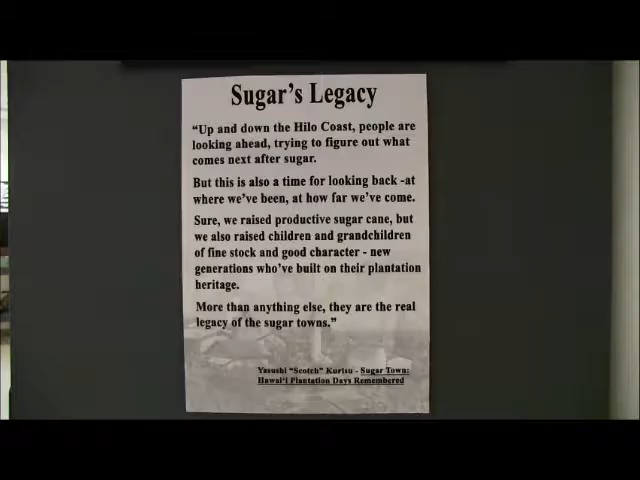 Sugar's Legacy
"Up and down the Hilo Coast, people are
looking ahead, trying to figure out what
comes next after sugar.
But this is also a time for looking back -at
where we've been, at how far we've come.
Sure, we raised productive sugar cane, but
we also raised children and grandchildren
of fine stock and good character - new
generations who've built on their plantation
heritage.
More than anything else, they are the real
legacy of the sugar towns."
Yasushi "Scotch" Kurisu - Sugar Town:
Hawai'i Plantation Days Remembered